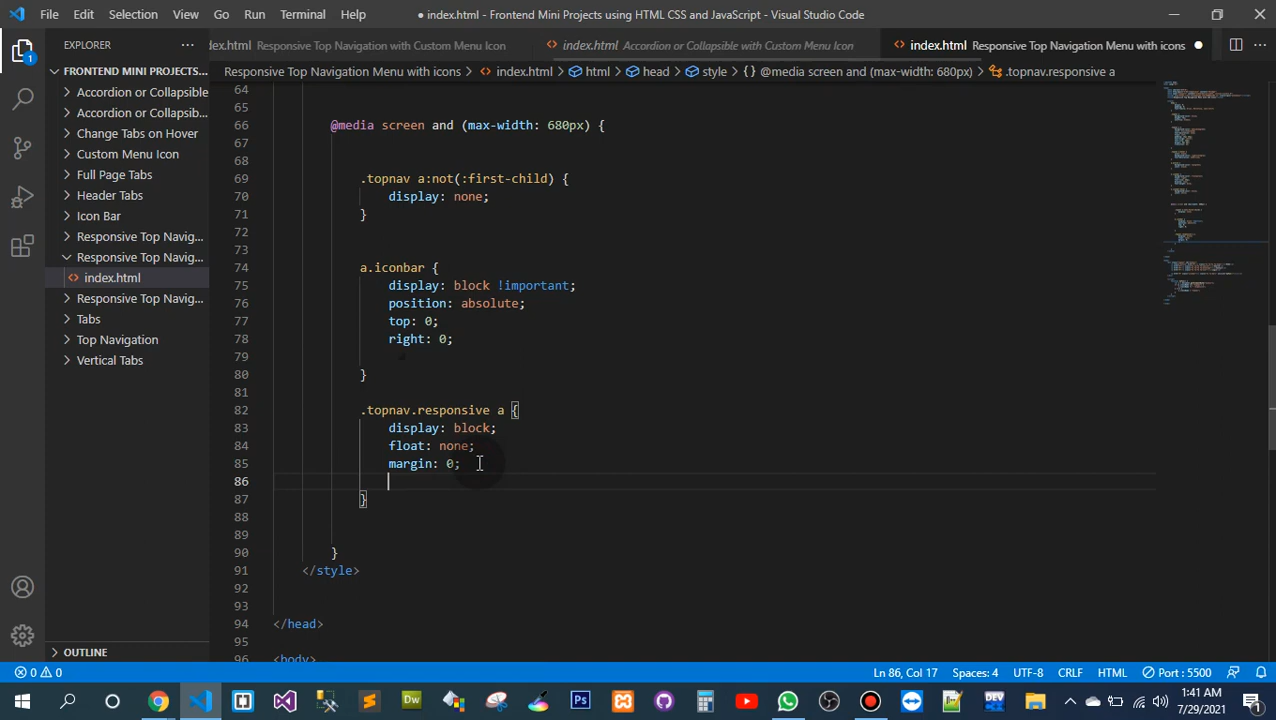 File Edit Selection View Go Run Terminal Help
● index.html - Frontend Mini Projects using HTML CSS and JavaScript - Visual Studio Code
EXPLORER
dex.html Responsive Top Navigation with Custom Menu Icon
index.html Accordion or Collapsible with Custom Menu Icon
index.html Responsive Top Navigation Menu with icons
Responsive Top Navigation Menu with icons > index.html > html > head > style > {} @media screen and (max-width: 680px) > .topnav.responsive a
FRONTEND MINI PROJECTS...
Accordion or Collapsible
Accordion or Collapsib...
Change Tabs on Hover
Custom Menu Icon
Full Page Tabs
Header Tabs
Icon Bar
Responsive Top Navig...
Responsive Top Navig...
index.html
Responsive Top Navig...
Tabs
Top Navigation
Vertical Tabs
OUTLINE
64
65
66 @media screen and (max-width: 680px) {
67
68
69 .topnav a:not(:first-child) {
70 display: none;
71 }
72
73
74 a.iconbar {
75 display: block !important;
76 position: absolute;
77 top: 0;
78 right: 0;
79
80 }
81
82 .topnav.responsive a {
83 display: block;
84 float: none;
85 margin: 0;
86
87 }
88
89
90 }
91 </style>
92
93
94 </head>
95
96 <body>
0 0 Ln 86, Col 17 Spaces: 4 UTF-8 CRLF HTML Port : 5500
1:41 AM
7/29/2021